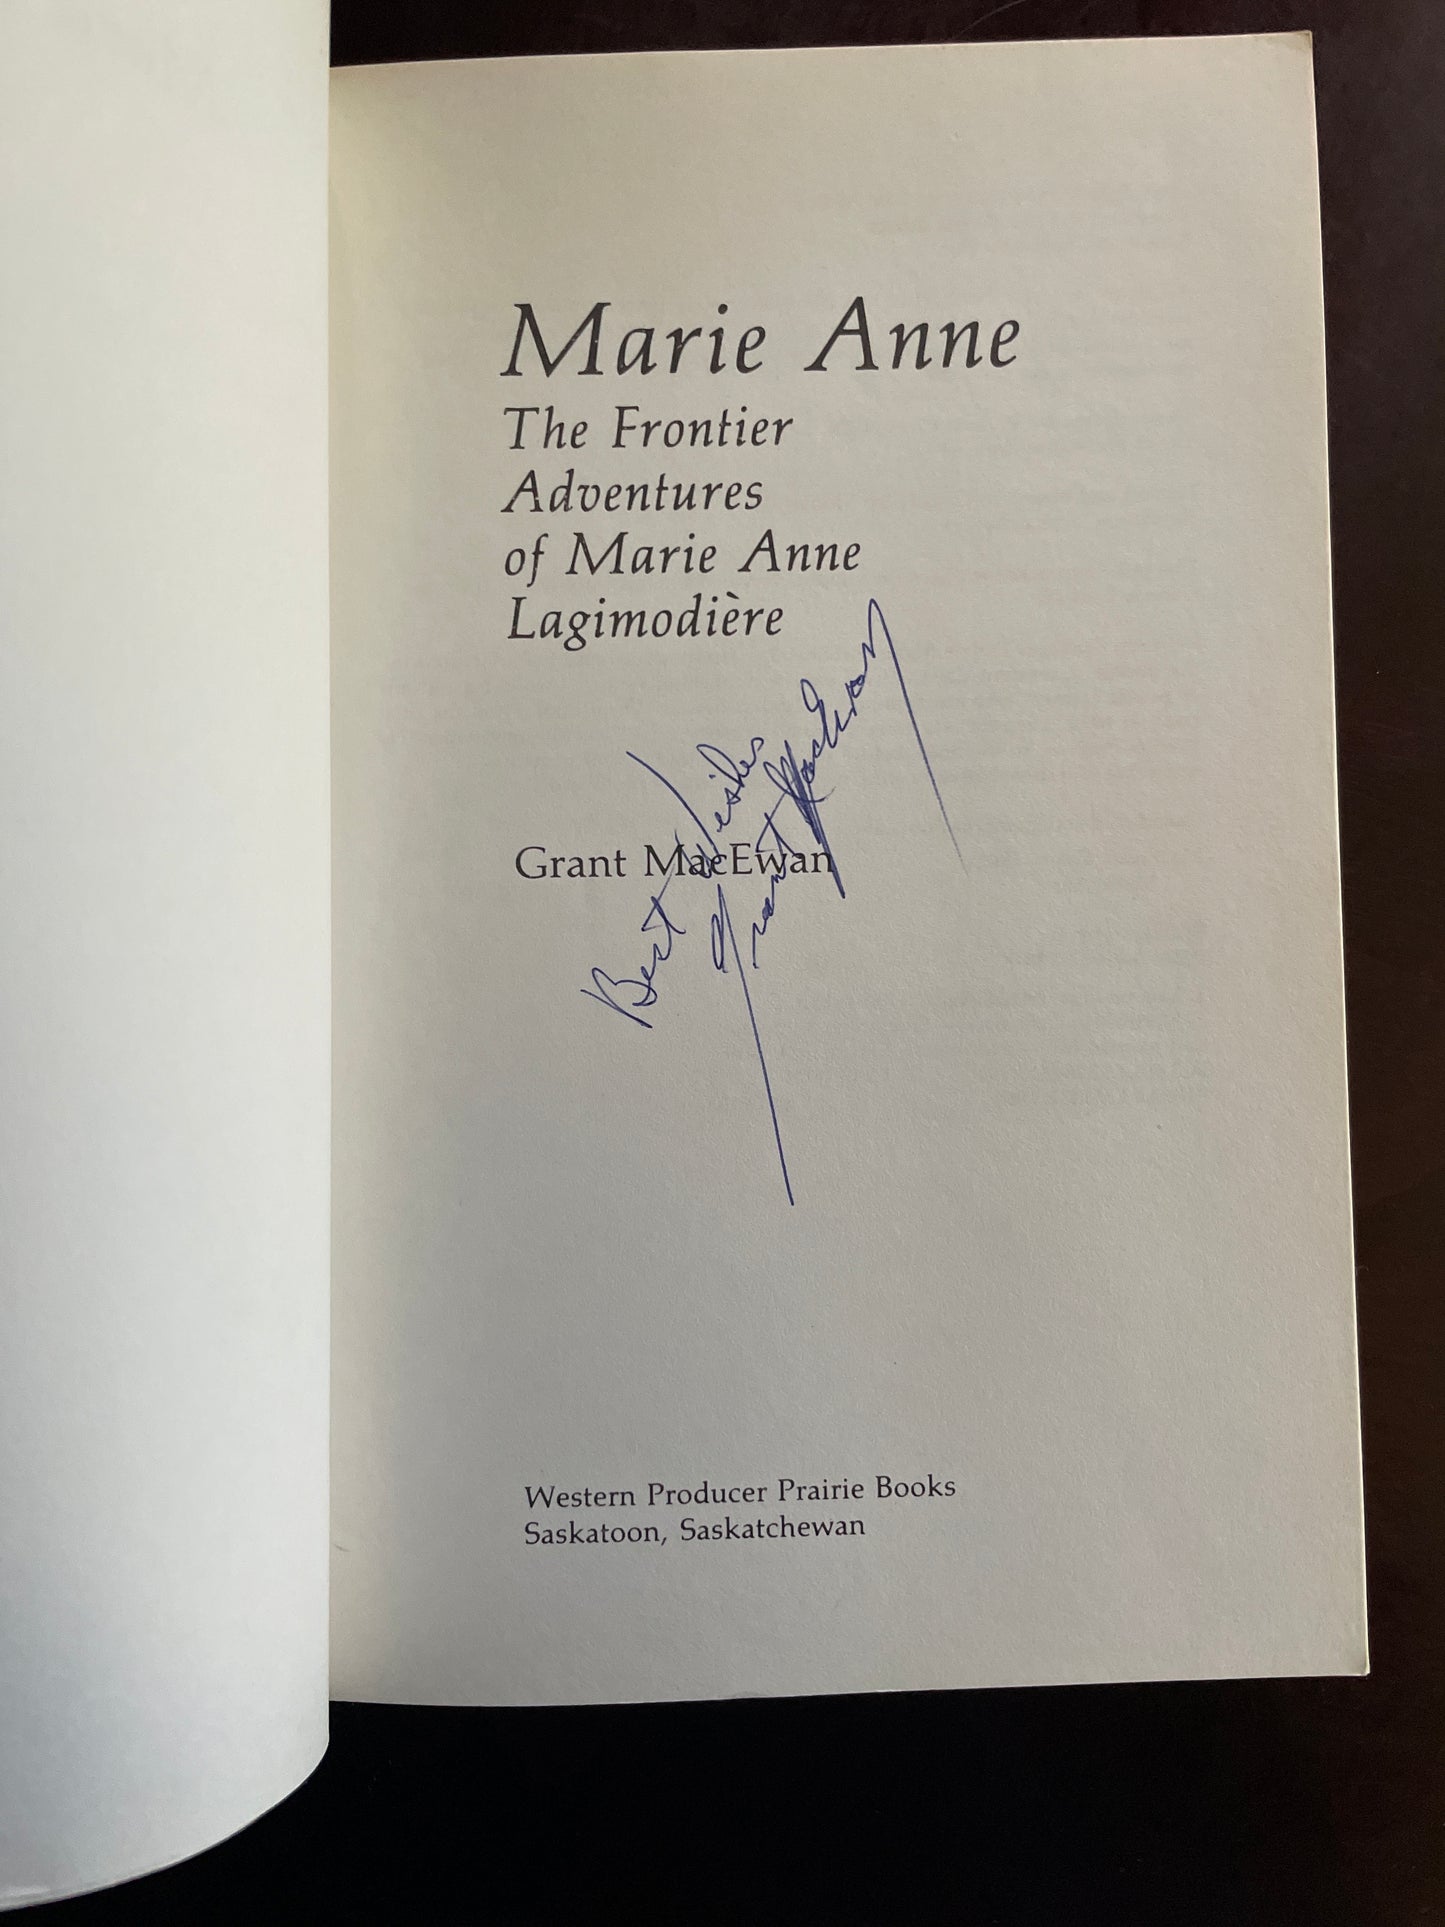 Marie Anne
The Frontier
Adventures
of Marie Anne
Lagimodière
Best Wishes
Grant MacEwan
Grant MacEwan
Western Producer Prairie Books
Saskatoon, Saskatchewan